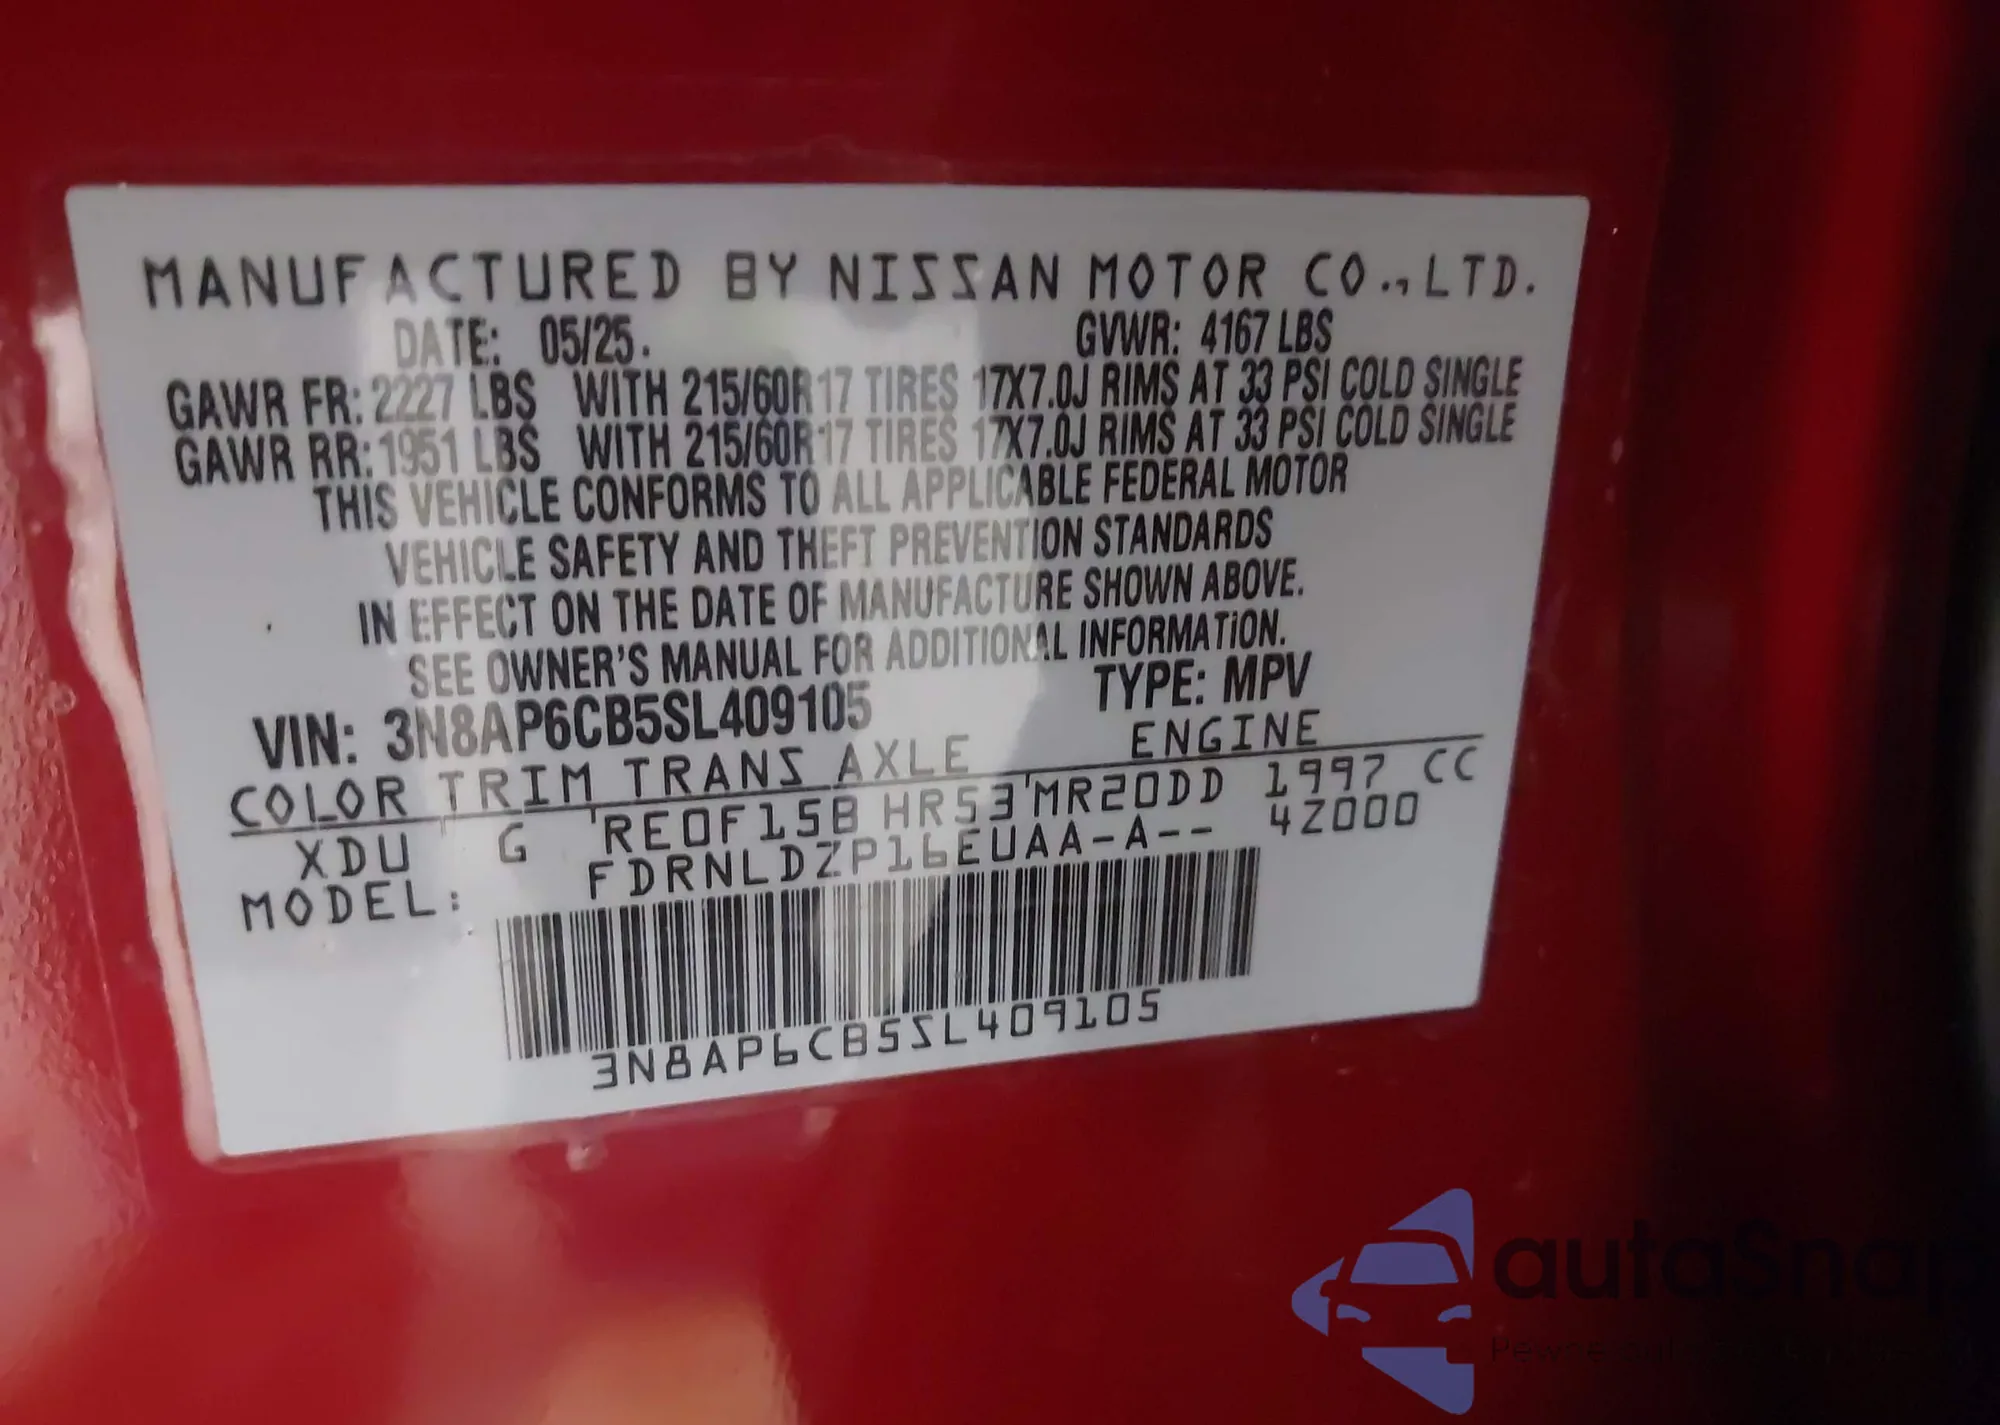 MANUFACTURED BY NISSAN MOTOR CO.,LTD.
DATE: 05/25. GVWR: 4167 LBS
GAWR FR: 2227 LBS WITH 215/60R17 TIRES 17X7.0J RIMS AT 33 PSI COLD SINGLE
GAWR RR: 1951 LBS WITH 215/60R17 TIRES 17X7.0J RIMS AT 33 PSI COLD SINGLE
THIS VEHICLE CONFORMS TO ALL APPLICABLE FEDERAL MOTOR
VEHICLE SAFETY AND THEFT PREVENTION STANDARDS
IN EFFECT ON THE DATE OF MANUFACTURE SHOWN ABOVE.
SEE OWNER'S MANUAL FOR ADDITIONAL INFORMATION.
VIN: 3N8AP6CB5SL409105 TYPE: MPV
COLOR TRIM TRANS AXLE ENGINE
XDU G RE0F15B HR53 MR20DD 1997 CC
MODEL: FDRNLDZP16EUAA-A-- 4Z000
3N8AP6CB5SL409105
autoSnap